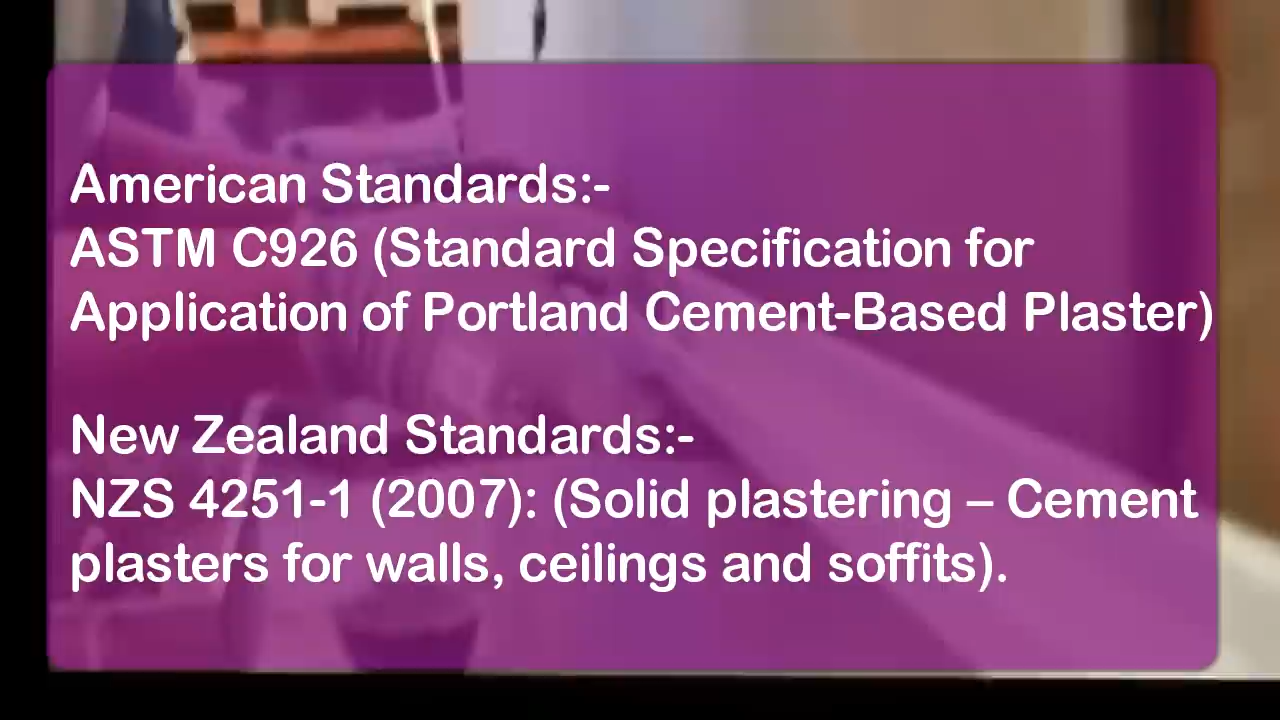 American Standards:-
ASTM C926 (Standard Specification for
Application of Portland Cement-Based Plaster)
New Zealand Standards:-
NZS 4251-1 (2007): (Solid plastering – Cement
plasters for walls, ceilings and soffits).